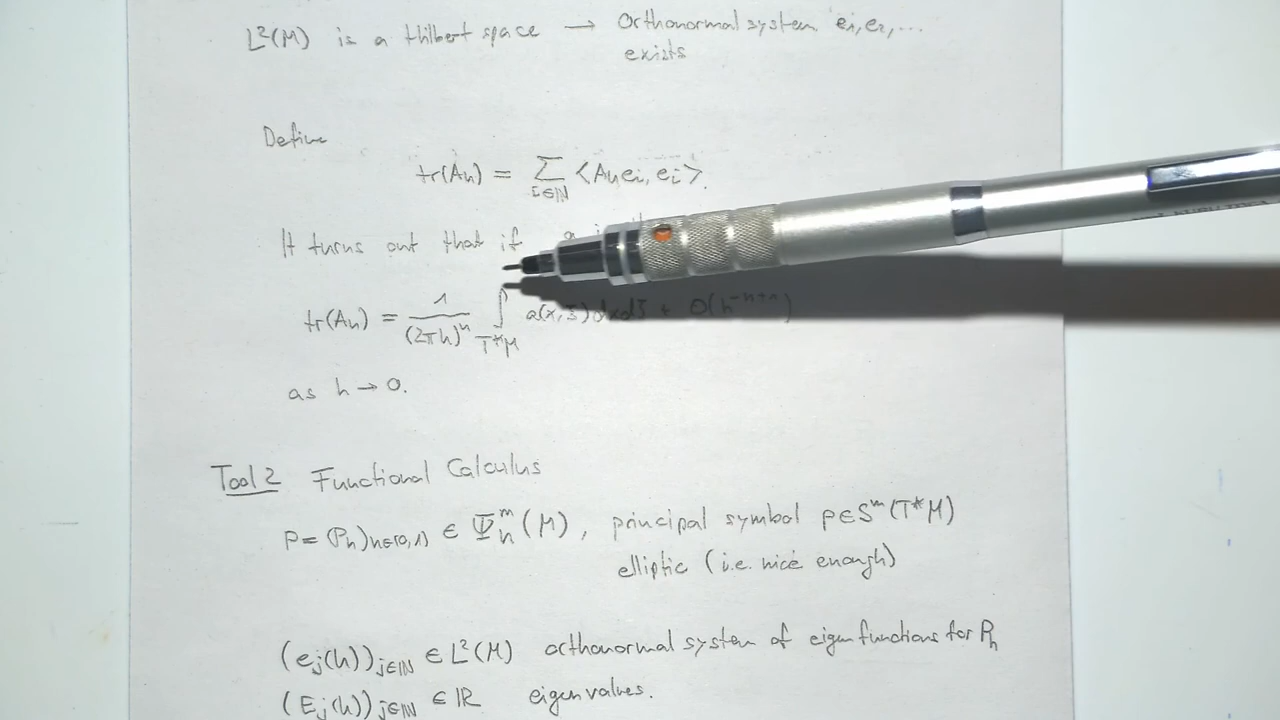 L²(M) is a Hilbert space → Orthonormal system e₁, e₂, ...
exists
Define
tr(Aₕ) = Σ_{i∈ℕ} ⟨Aₕeᵢ, eᵢ⟩.
It turns out that if
tr(Aₕ) = 1/(2πh)ⁿ ∫_{T*M} a(x,ξ)dxdξ + O(h⁻ⁿ⁺¹)
as h → 0.
Tool 2 Functional Calculus
P = (Pₕ)_{h∈(0,1)} ∈ Ψₕᵐ(M), principal symbol p∈Sᵐ(T*M)
elliptic (i.e. nice enough)
(eⱼ(h))_{j∈ℕ} ∈ L²(M) orthonormal system of eigenfunctions for Pₕ
(Eⱼ(h))_{j∈ℕ} ∈ ℝ eigenvalues.